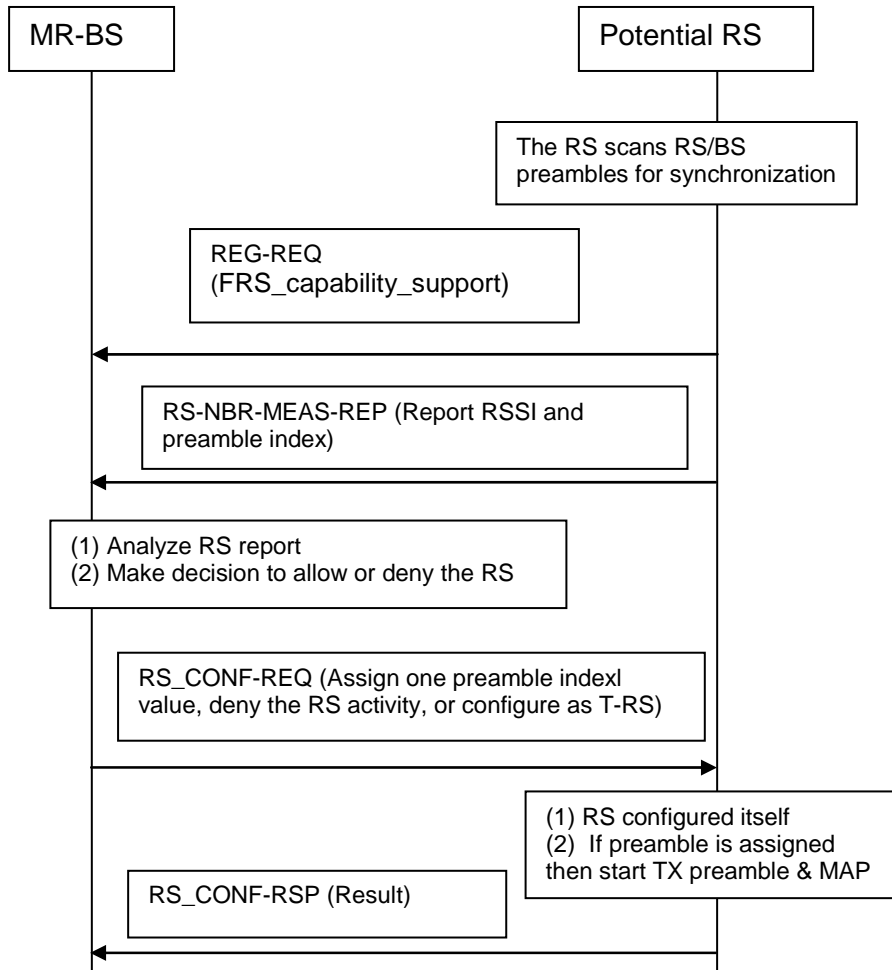 MR-BS
Potential RS
The RS scans RS/BS
preambles for synchronization
REG-REQ
(FRS_capability_support)
RS-NBR-MEAS-REP (Report RSSI and
preamble index)
(1) Analyze RS report
(2) Make decision to allow or deny the RS
RS_CONF-REQ (Assign one preamble indexl
value, deny the RS activity, or configure as T-RS)
(1) RS configured itself
(2) If preamble is assigned
then start TX preamble & MAP
RS_CONF-RSP (Result)